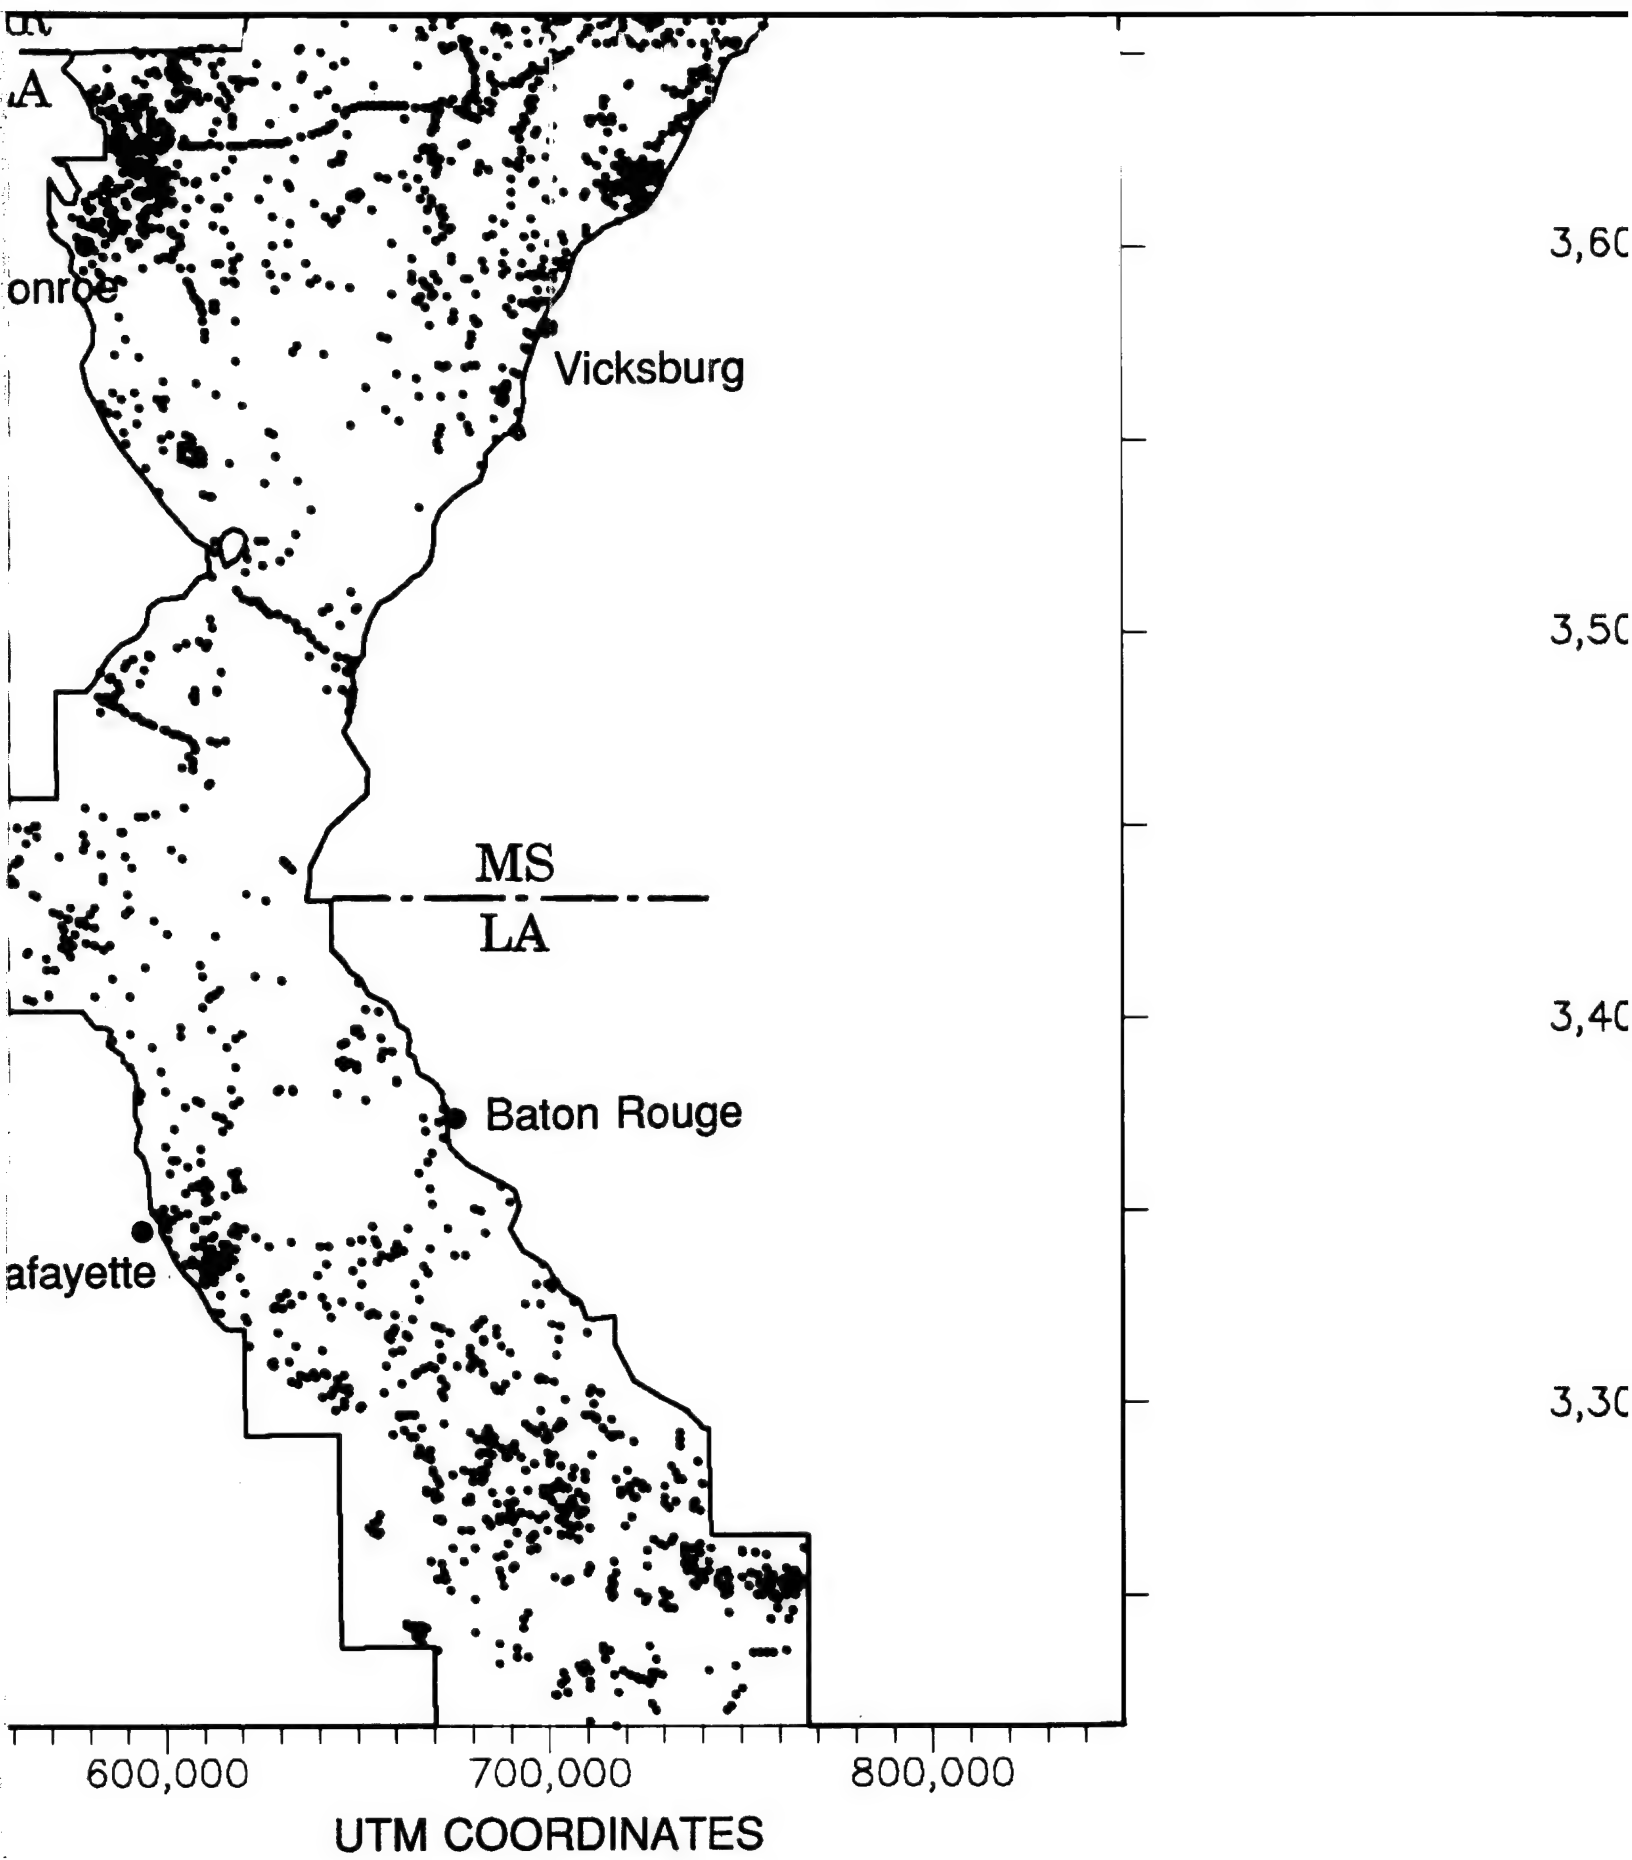 A
3,60
onroe
Vicksburg
3,50
MS
LA
3,40
Baton Rouge
afayette
3,30
600,000 700,000 800,000
UTM COORDINATES